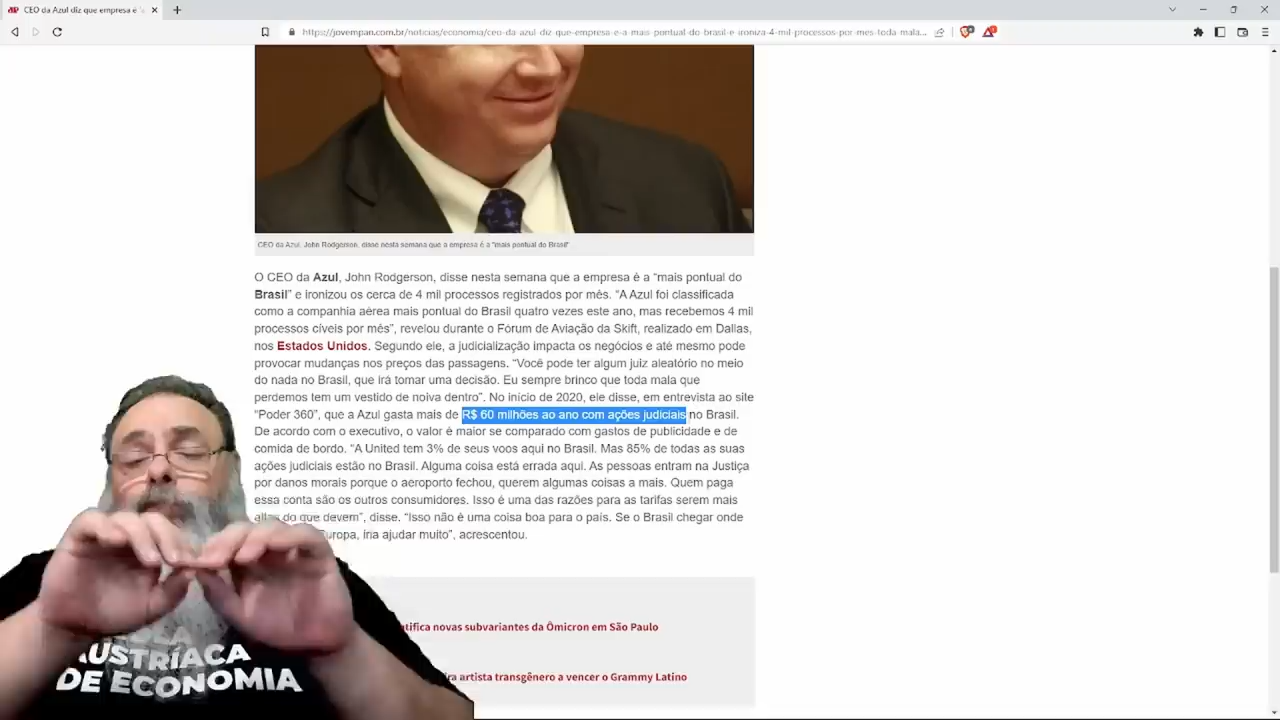 CEO da Azul diz que empresa é 'a
https://jovempan.com.br/noticias/economia/ceo-da-azul-diz-que-empresa-e-a-mais-pontual-do-brasil-e-ironiza-4-mil-processos-por-mes-toda-mala...
CEO da Azul, John Rodgerson, disse nesta semana que a empresa é a "mais pontual do Brasil"
O CEO da Azul, John Rodgerson, disse nesta semana que a empresa é a “mais pontual do
Brasil” e ironizou os cerca de 4 mil processos registrados por mês. “A Azul foi classificada
como a companhia aérea mais pontual do Brasil quatro vezes este ano, mas recebemos 4 mil
processos cíveis por mês”, revelou durante o Fórum de Aviação da Skift, realizado em Dallas,
nos Estados Unidos. Segundo ele, a judicialização impacta os negócios e até mesmo pode
provocar mudanças nos preços das passagens. “Você pode ter algum juiz aleatório no meio
do nada no Brasil, que irá tomar uma decisão. Eu sempre brinco que toda mala que
perdemos tem um vestido de noiva dentro”. No início de 2020, ele disse, em entrevista ao site
“Poder 360”, que a Azul gasta mais de R$ 60 milhões ao ano com ações judiciais no Brasil.
De acordo com o executivo, o valor é maior se comparado com gastos de publicidade e de
comida de bordo. “A United tem 3% de seus voos aqui no Brasil. Mas 85% de todas as suas
ações judiciais estão no Brasil. Alguma coisa está errada aqui. As pessoas entram na Justiça
por danos morais porque o aeroporto fechou, querem algumas coisas a mais. Quem paga
essa conta são os outros consumidores. Isso é uma das razões para as tarifas serem mais
altas do que devem”, disse. “Isso não é uma coisa boa para o país. Se o Brasil chegar onde
Europa, iria ajudar muito”, acrescentou.
ntifica novas subvariantes da Ômicron em São Paulo
ra artista transgênero a vencer o Grammy Latino
AUSTRÍACA
DE ECONOMIA